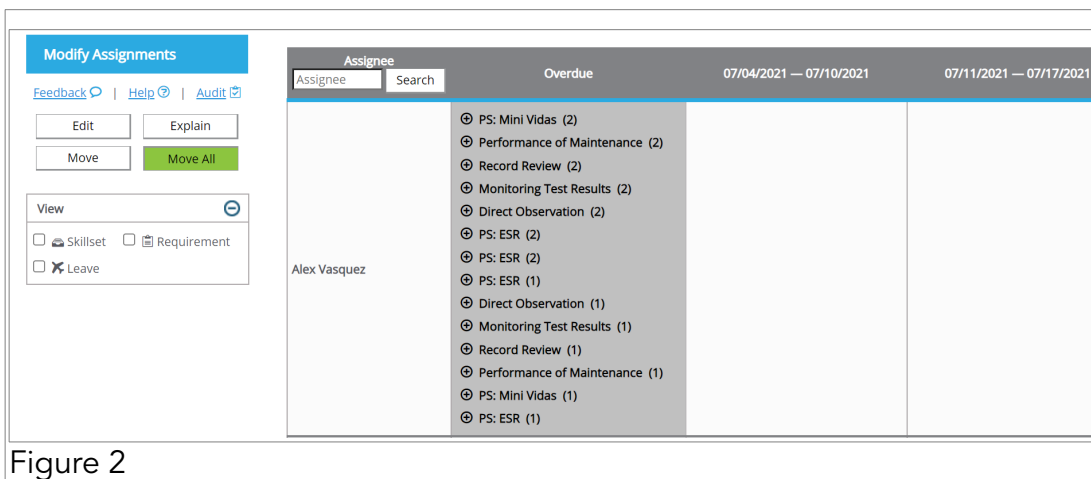 Modify Assignments
Feedback | Help | Audit
Edit Explain
Move Move All
View
Skillset Requirement
Leave
Assignee
Assignee Search
Overdue
07/04/2021 — 07/10/2021
07/11/2021 — 07/17/2021
Alex Vasquez
PS: Mini Vidas (2)
Performance of Maintenance (2)
Record Review (2)
Monitoring Test Results (2)
Direct Observation (2)
PS: ESR (2)
PS: ESR (2)
PS: ESR (1)
Direct Observation (1)
Monitoring Test Results (1)
Record Review (1)
Performance of Maintenance (1)
PS: Mini Vidas (1)
PS: ESR (1)
Figure 2